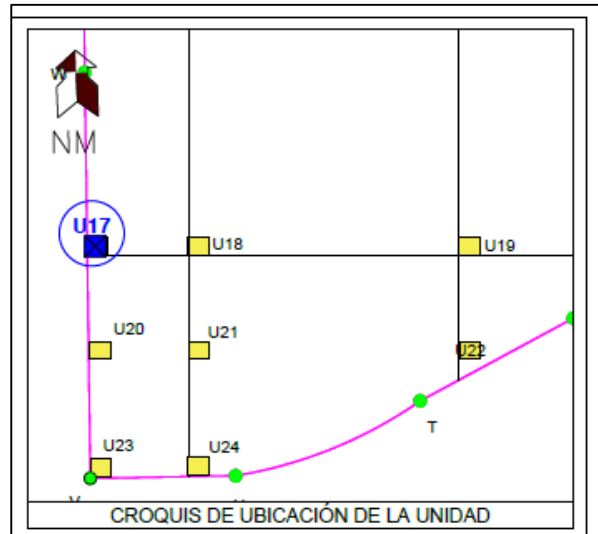 W
NM
U17
U18
U19
U20
U21
U22
T
U23
U24
CROQUIS DE UBICACIÓN DE LA UNIDAD